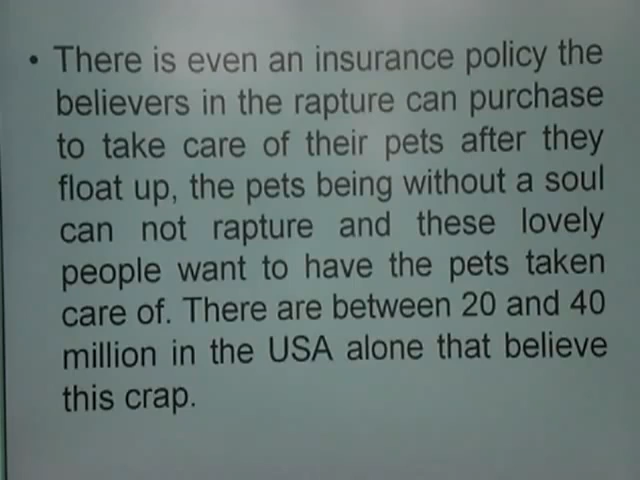 • There is even an insurance policy the
believers in the rapture can purchase
to take care of their pets after they
float up, the pets being without a soul
can not rapture and these lovely
people want to have the pets taken
care of. There are between 20 and 40
million in the USA alone that believe
this crap.